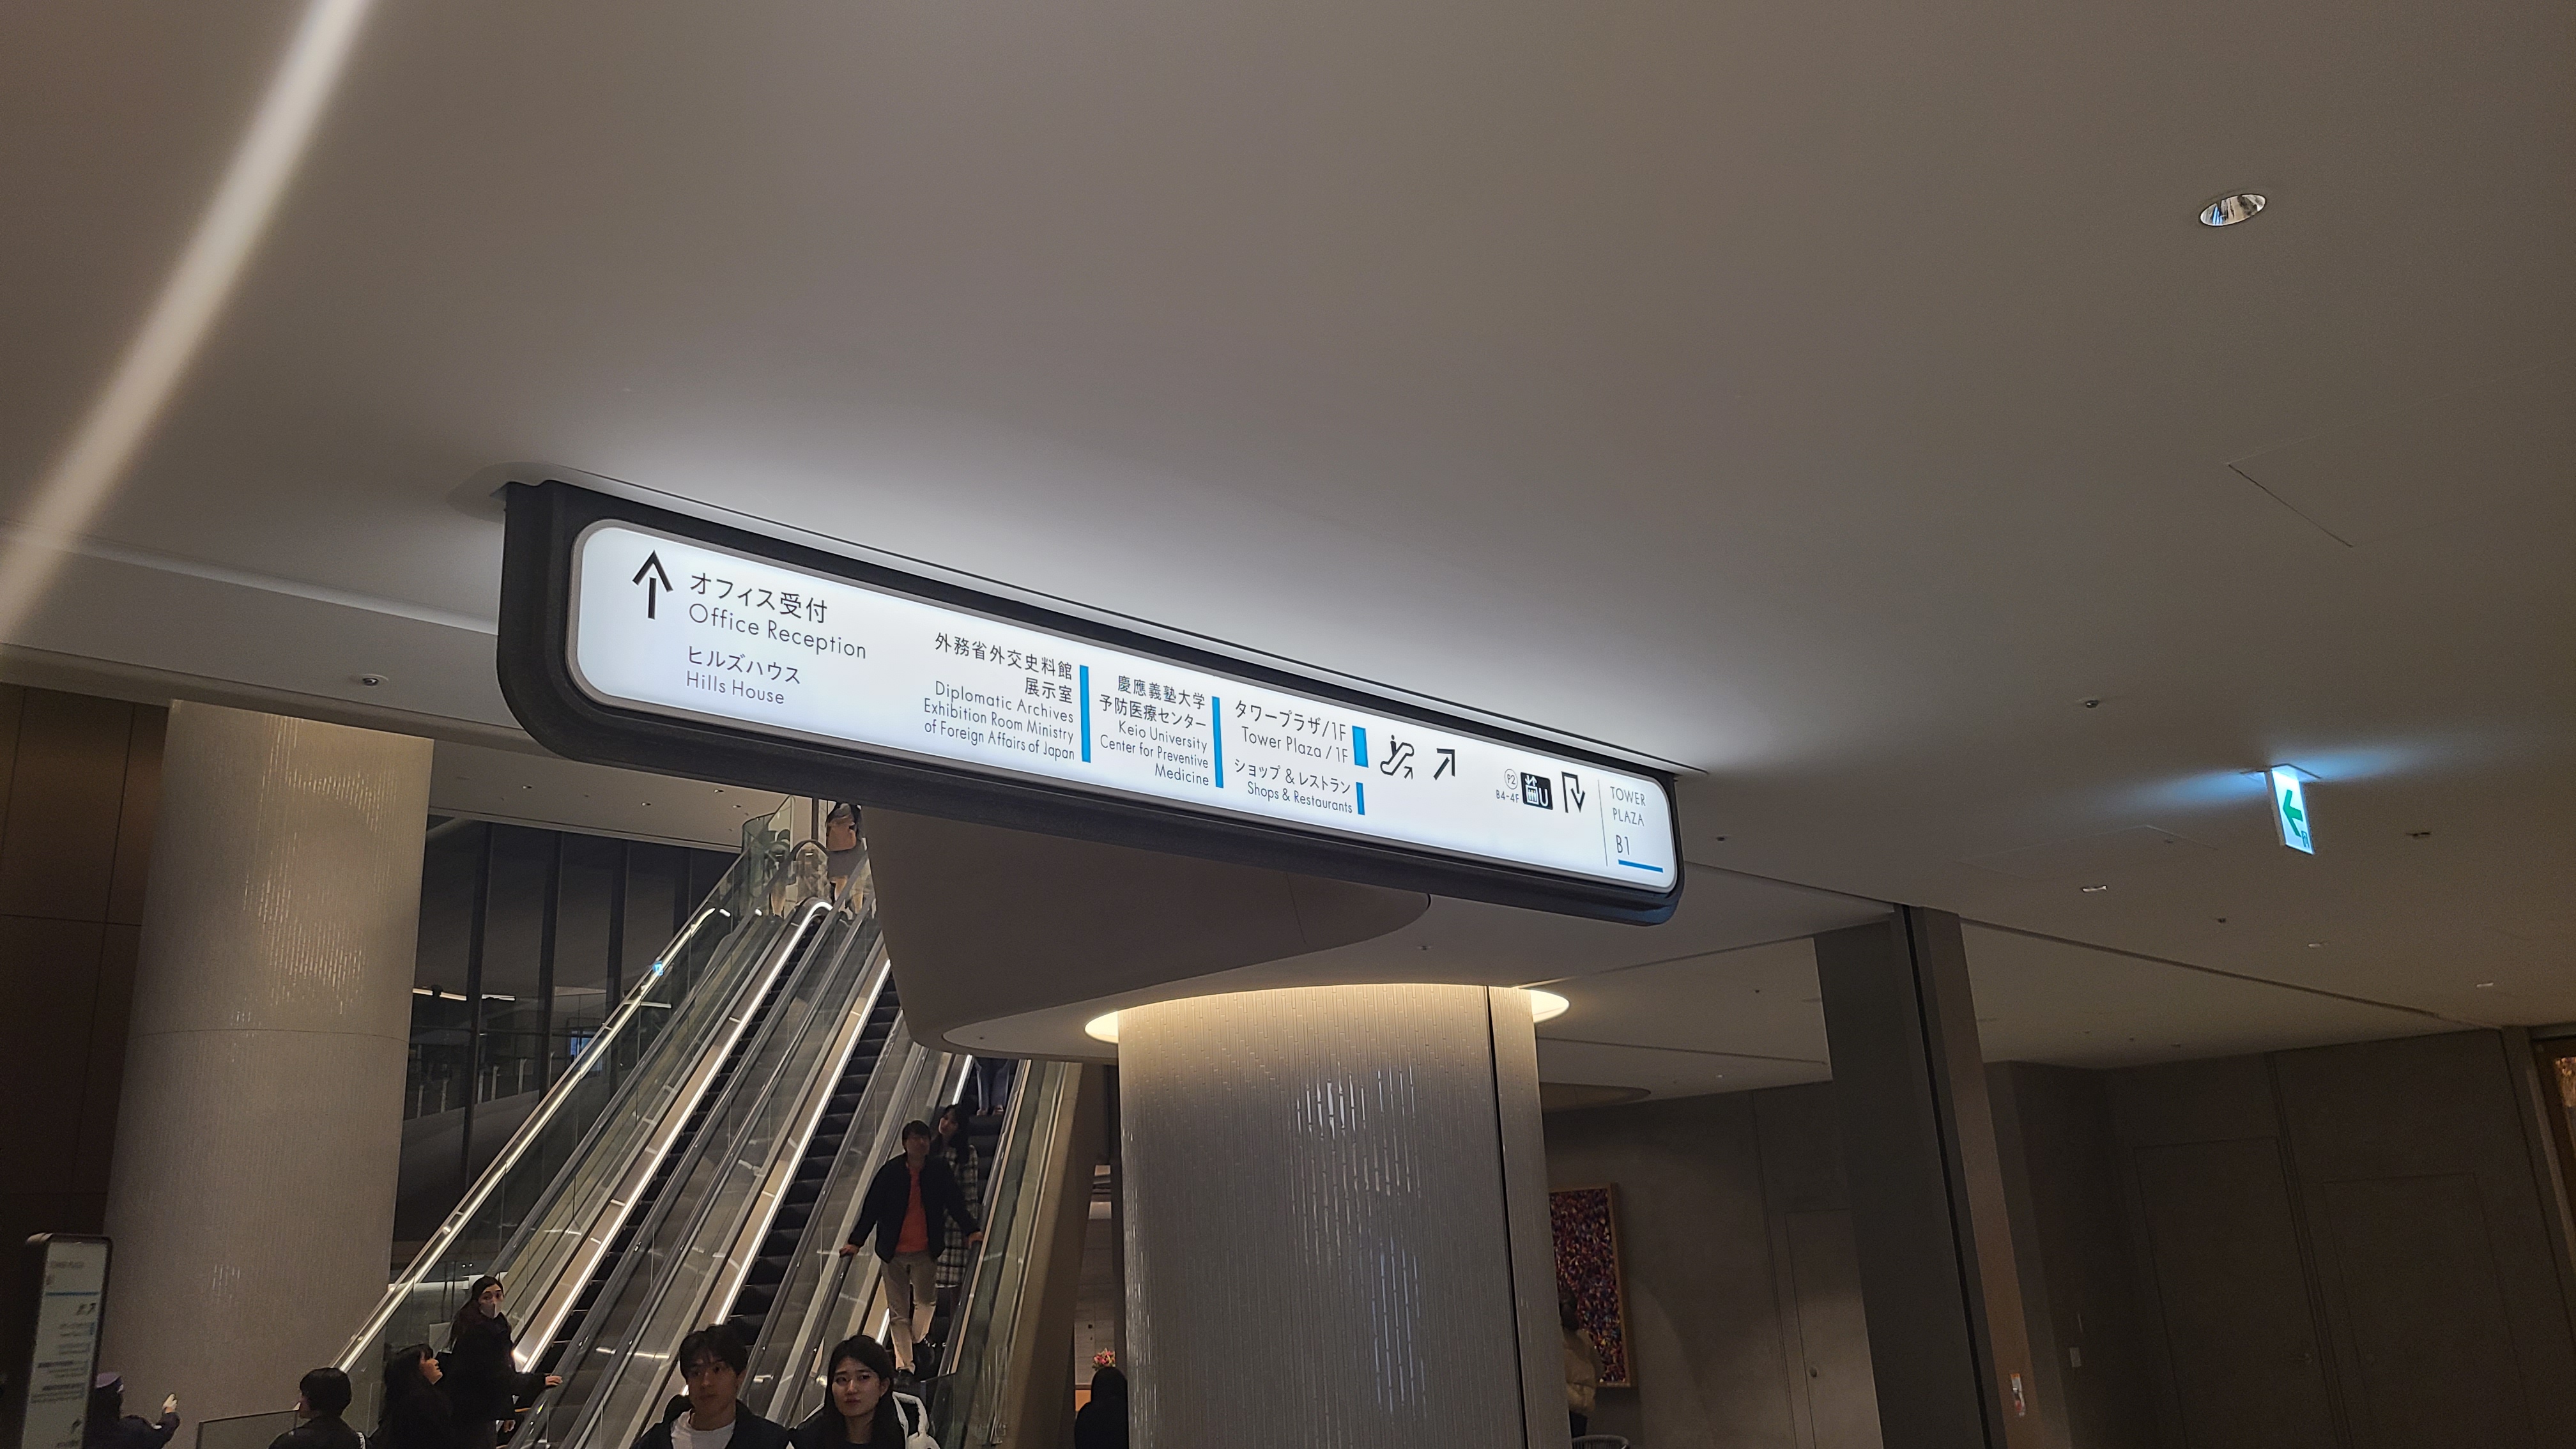 オフィス受付
Office Reception
ヒルズハウス
Hills House
外務省外交史料館
展示室
Diplomatic Archives
Exhibition Room Ministry
of Foreign Affairs of Japan
慶應義塾大学
予防医療センター
Keio University
Center for Preventive
Medicine
タワープラザ/1F
Tower Plaza / 1F
ショップ & レストラン
Shops & Restaurants
P2
B4-4F
U
TOWER
PLAZA
B1